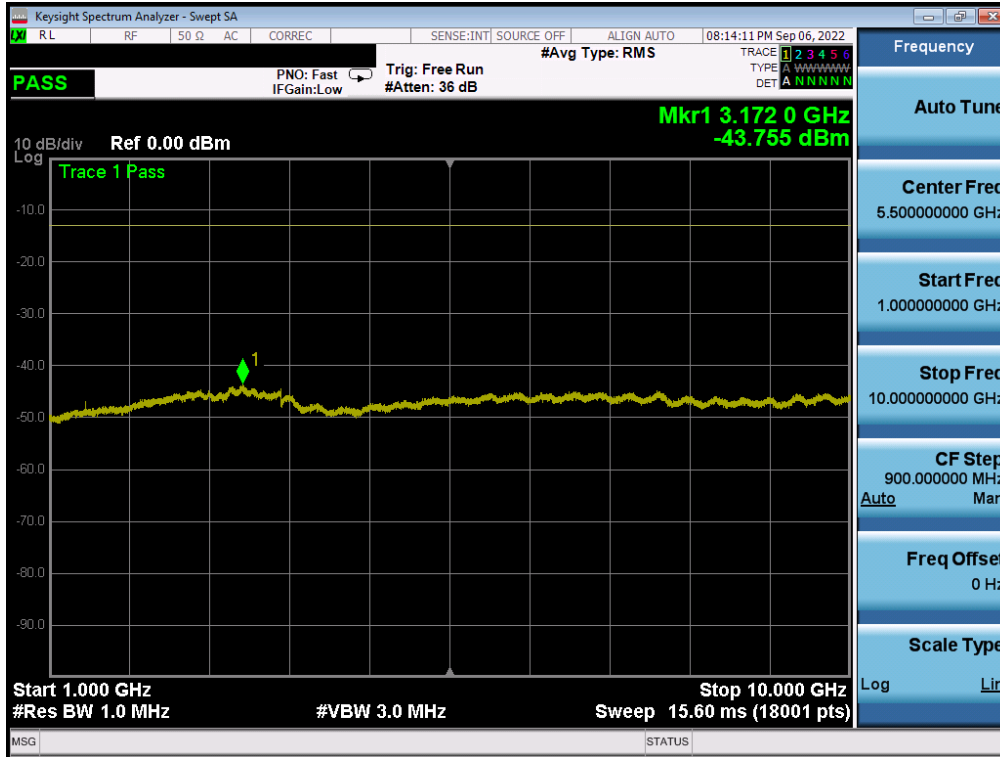 Keysight Spectrum Analyzer - Swept SA
LXI RL RF 50 Ω AC CORREC SENSE:INT SOURCE OFF ALIGN AUTO 08:14:11 PM Sep 06, 2022
#Avg Type: RMS
TRACE 1 2 3 4 5 6
TYPE A WWWWW
DET A N N N N N
PASS
PNO: Fast
IFGain:Low
Trig: Free Run
#Atten: 36 dB
Mkr1 3.172 0 GHz
-43.755 dBm
10 dB/div
Log
Ref 0.00 dBm
Trace 1 Pass
1
-10.0
-20.0
-30.0
-40.0
-50.0
-60.0
-70.0
-80.0
-90.0
Start 1.000 GHz
Stop 10.000 GHz
#Res BW 1.0 MHz
#VBW 3.0 MHz
Sweep 15.60 ms (18001 pts)
MSG
STATUS
Frequency
Auto Tune
Center Freq
5.500000000 GHz
Start Freq
1.000000000 GHz
Stop Freq
10.000000000 GHz
CF Step
900.000000 MHz
Auto Man
Freq Offset
0 Hz
Scale Type
Log Lin